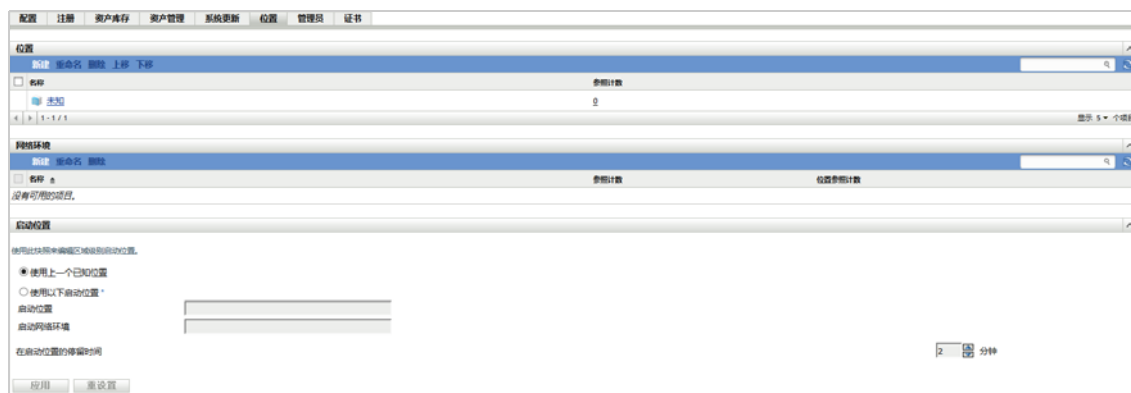 配置 注册 资产库存 资产管理 系统更新 位置 管理员 证书
位置
新建 重命名 删除 上移 下移
名称 参照计数
未知 0
1 - 1 / 1 显示 5 个项目
网络环境
新建 重命名 删除
名称 参照计数 位置参照计数
没有可用的项目。
启动位置
使用此快照来编辑区域级别启动位置。
使用上一个已知位置
使用以下启动位置 *
启动位置
启动网络环境
在启动位置的停留时间 2 分钟
应用 重设置